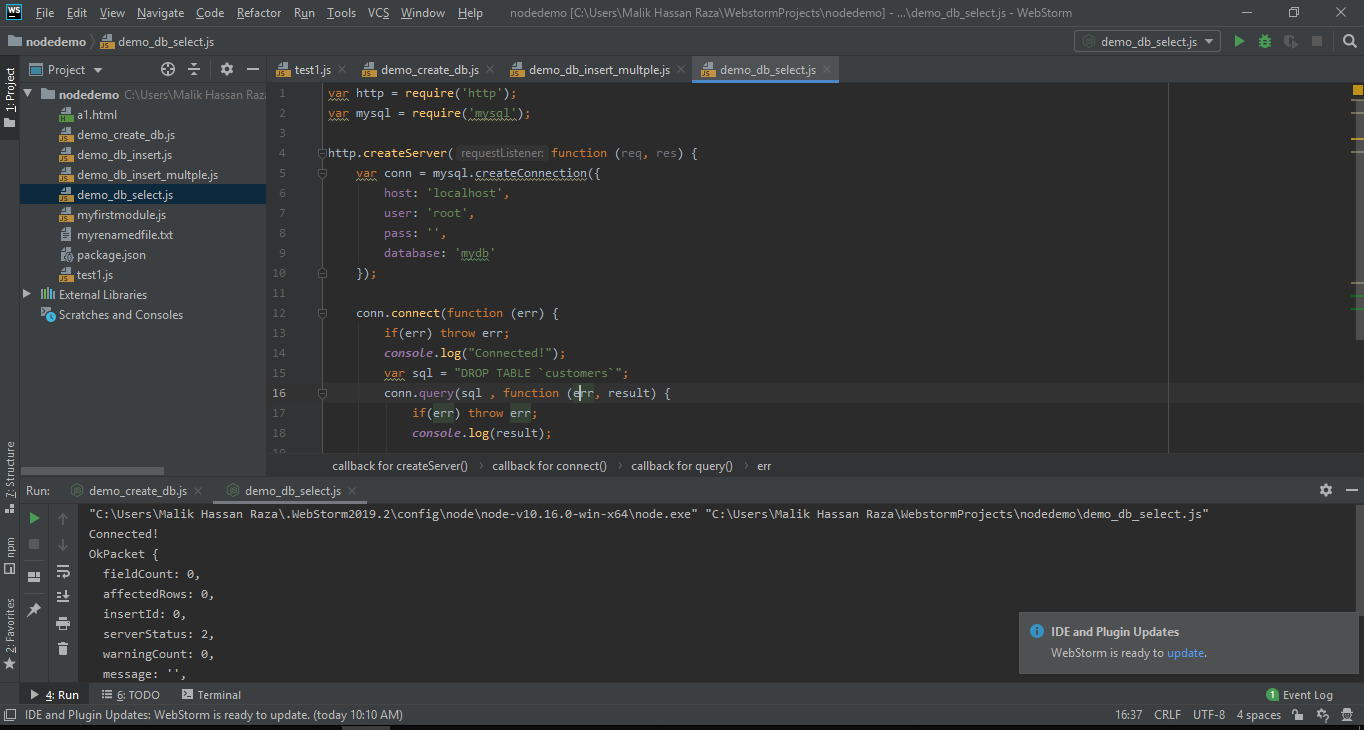 WS File Edit View Navigate Code Refactor Run Tools VCS Window Help nodedemo [C:\Users\Malik Hassan Raza\WebstormProjects\nodedemo] - ...\demo_db_select.js - WebStorm
nodedemo demo_db_select.js demo_db_select.js
1: Project
Project
test1.js demo_create_db.js demo_db_insert_multple.js demo_db_select.js
nodedemo C:\Users\Malik Hassan Raza
a1.html
demo_create_db.js
demo_db_insert.js
demo_db_insert_multple.js
demo_db_select.js
myfirstmodule.js
myrenamedfile.txt
package.json
test1.js
External Libraries
Scratches and Consoles
1 var http = require('http');
2 var mysql = require('mysql');
3
4 http.createServer( requestListener: function (req, res) {
5 var conn = mysql.createConnection({
6 host: 'localhost',
7 user: 'root',
8 pass: '',
9 database: 'mydb'
10 });
11
12 conn.connect(function (err) {
13 if(err) throw err;
14 console.log("Connected!");
15 var sql = "DROP TABLE `customers`";
16 conn.query(sql , function (err, result) {
17 if(err) throw err;
18 console.log(result);
callback for createServer() callback for connect() callback for query() err
7: Structure
npm
2: Favorites
Run: demo_create_db.js demo_db_select.js
"C:\Users\Malik Hassan Raza\.WebStorm2019.2\config\node\node-v10.16.0-win-x64\node.exe" "C:\Users\Malik Hassan Raza\WebstormProjects\nodedemo\demo_db_select.js"
Connected!
OkPacket {
fieldCount: 0,
affectedRows: 0,
insertId: 0,
serverStatus: 2,
warningCount: 0,
message: '',
IDE and Plugin Updates
WebStorm is ready to update.
4: Run 6: TODO Terminal 1 Event Log
IDE and Plugin Updates: WebStorm is ready to update. (today 10:10 AM) 16:37 CRLF UTF-8 4 spaces